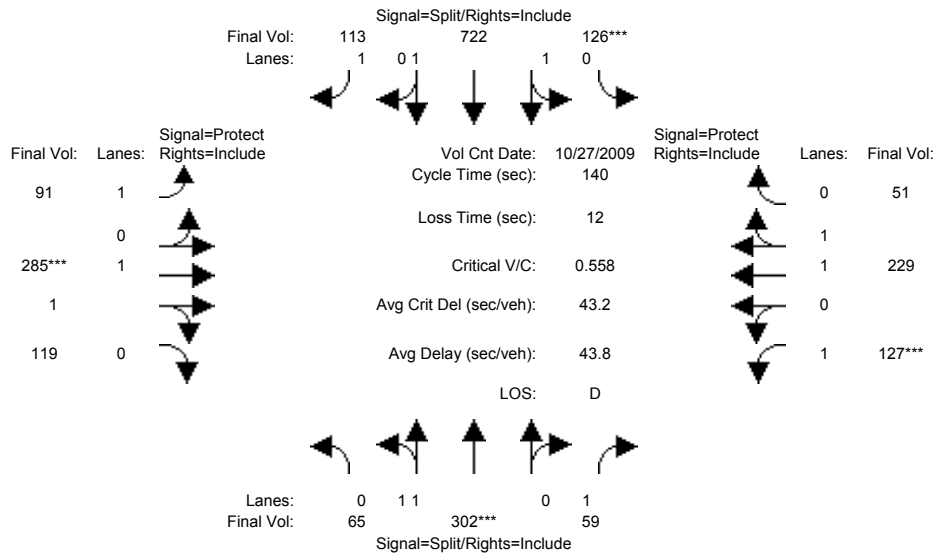 Signal=Split/Rights=Include
Final Vol: 113 722 126***
Lanes: 1 0 1 1 0
Signal=Protect Signal=Protect
Final Vol: Lanes: Rights=Include Vol Cnt Date: 10/27/2009 Rights=Include Lanes: Final Vol:
Cycle Time (sec): 140
91 1 0 51
Loss Time (sec): 12
0 1
285*** 1 Critical V/C: 0.558 1 229
1 Avg Crit Del (sec/veh): 43.2 0
119 0 Avg Delay (sec/veh): 43.8 1 127***
LOS: D
Lanes: 0 1 1 0 1
Final Vol: 65 302*** 59
Signal=Split/Rights=Include